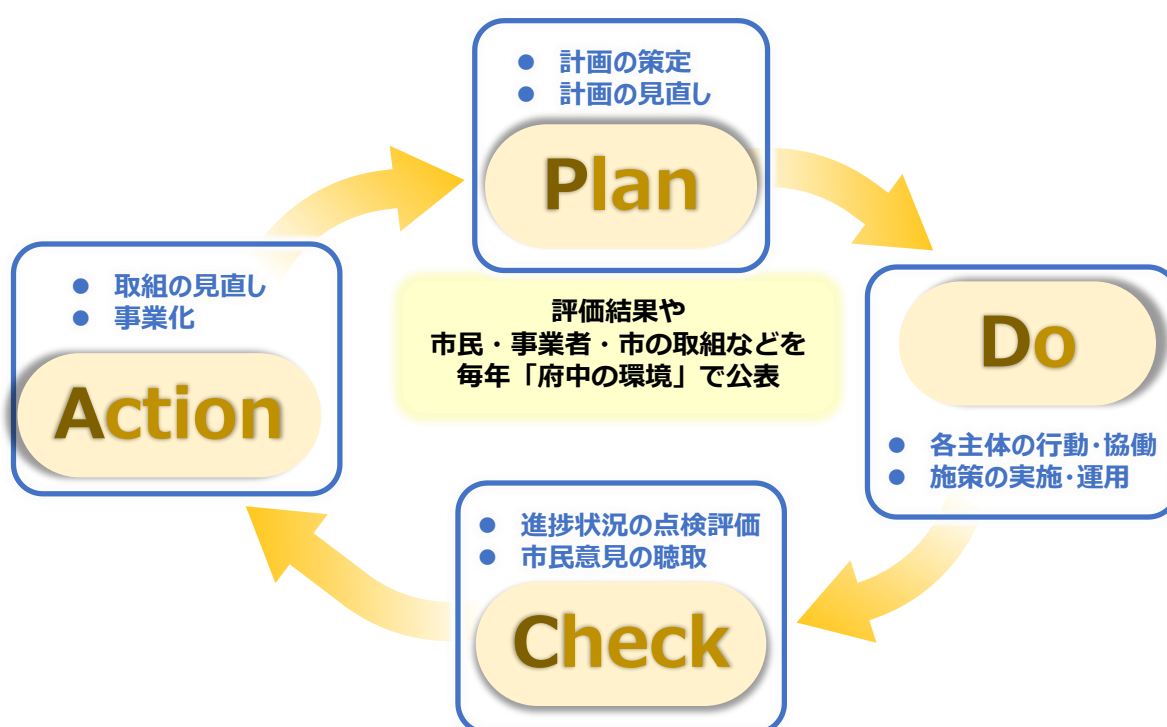 ● 計画の策定
● 計画の見直し
Plan
● 取組の見直し
● 事業化
Action
評価結果や
市民・事業者・市の取組などを
毎年「府中の環境」で公表
Do
● 各主体の行動・協働
● 施策の実施・運用
● 進捗状況の点検評価
● 市民意見の聴取
Check